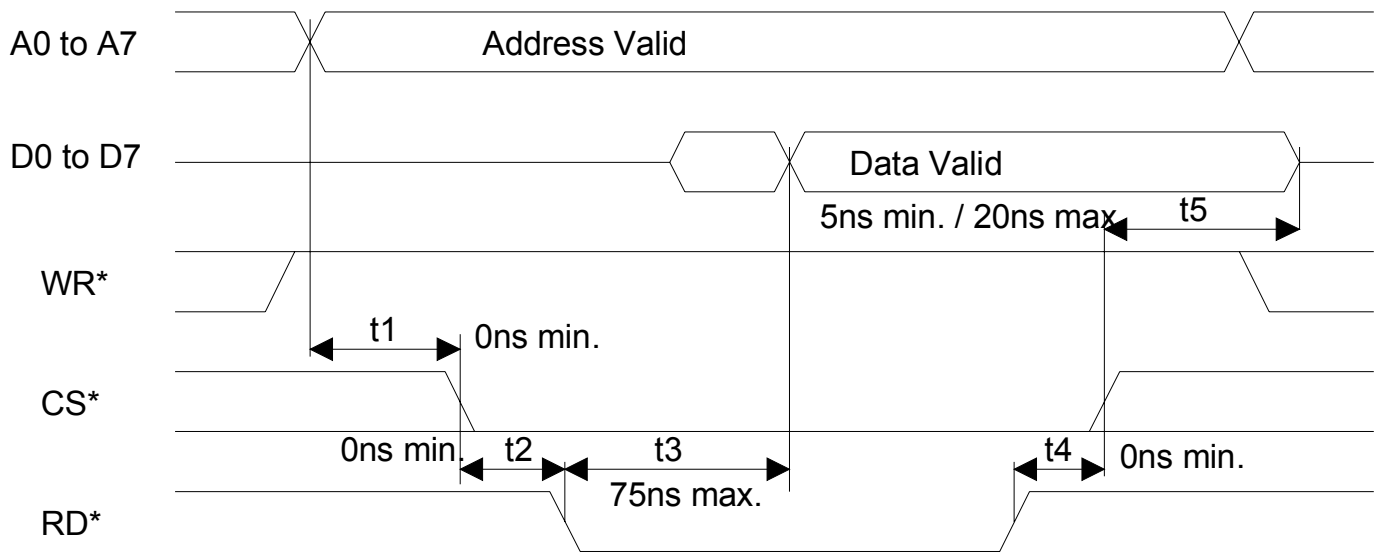 A0 to A7
Address Valid
D0 to D7
Data Valid
5ns min. / 20ns max
t5
WR*
t1
0ns min.
CS*
0ns min.
t2
t3
t4
0ns min.
75ns max.
RD*